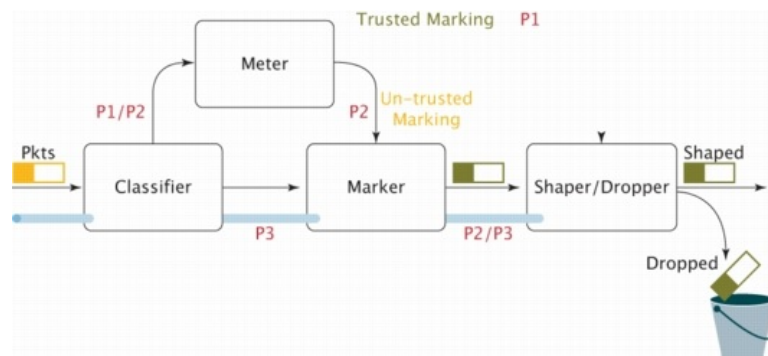 Trusted Marking P1
Meter
P1/P2
P2
Un-trusted
Marking
Pkts
Classifier
Marker
Shaper/Dropper
Shaped
P3
P2/P3
Dropped